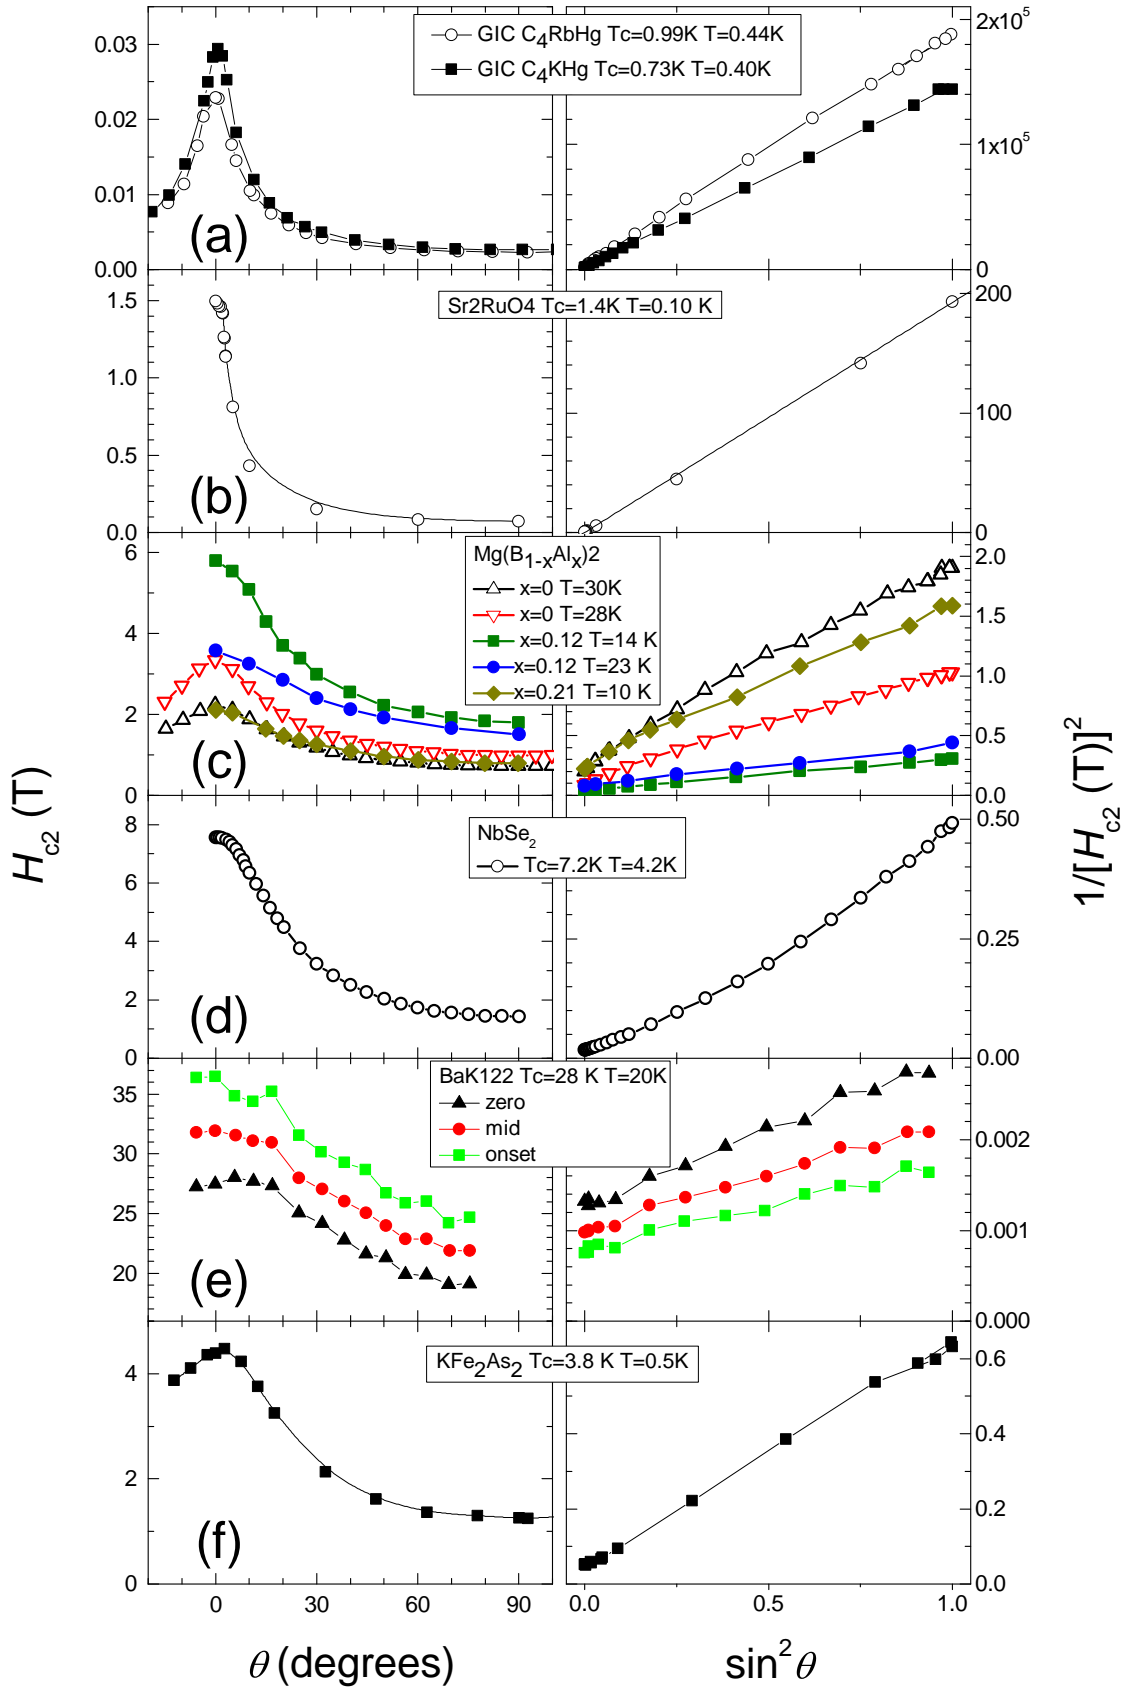 GIC C4RbHg Tc=0.99K T=0.44K
GIC C4KHg Tc=0.73K T=0.40K
0.03
0.02
0.01
0.00
(a)
2x10^5
1x10^5
0
Sr2RuO4 Tc=1.4K T=0.10 K
1.5
1.0
0.5
0.0
(b)
200
100
0
Mg(B1-xAlx)2
x=0 T=30K
x=0 T=28K
x=0.12 T=14 K
x=0.12 T=23 K
x=0.21 T=10 K
6
4
2
0
(c)
2.0
1.5
1.0
0.5
0.0
Hc2 (T)
1/[Hc2 (T)]^2
NbSe2
Tc=7.2K T=4.2K
8
6
4
2
0
(d)
0.50
0.25
0.00
BaK122 Tc=28 K T=20K
zero
mid
onset
35
30
25
20
(e)
0.002
0.001
0.000
KFe2As2 Tc=3.8 K T=0.5K
4
2
0
(f)
0.6
0.4
0.2
0.0
0 30 60 90
0.0 0.5 1.0
θ (degrees)
sin^2 θ